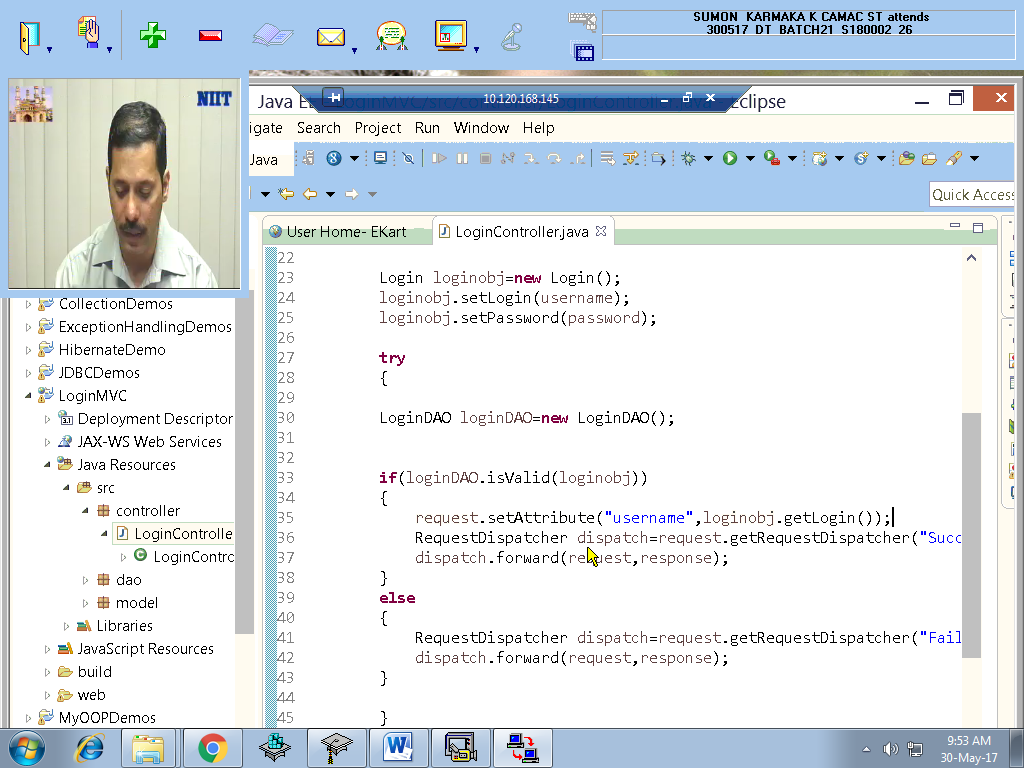 SUMON KARMAKA K CAMAC ST attends
300517_DT_BATCH21_S180002_26
NIIT
10.120.168.145
Eclipse
igate Search Project Run Window Help
Java
Quick Access
User Home- EKart
LoginController.java
CollectionDemos
ExceptionHandlingDemos
HibernateDemo
JDBCDemos
LoginMVC
Deployment Descriptor
JAX-WS Web Services
Java Resources
src
controller
LoginControlle
LoginContro
dao
model
Libraries
JavaScript Resources
build
web
MyOOPDemos
22
23 Login loginobj=new Login();
24 loginobj.setLogin(username);
25 loginobj.setPassword(password);
26
27 try
28 {
29
30 LoginDAO loginDAO=new LoginDAO();
31
32
33 if(loginDAO.isValid(loginobj))
34 {
35 request.setAttribute("username",loginobj.getLogin());
36 RequestDispatcher dispatch=request.getRequestDispatcher("Succ
37 dispatch.forward(request,response);
38 }
39 else
40 {
41 RequestDispatcher dispatch=request.getRequestDispatcher("Fail
42 dispatch.forward(request,response);
43 }
44
45 }
9:53 AM
30-May-17